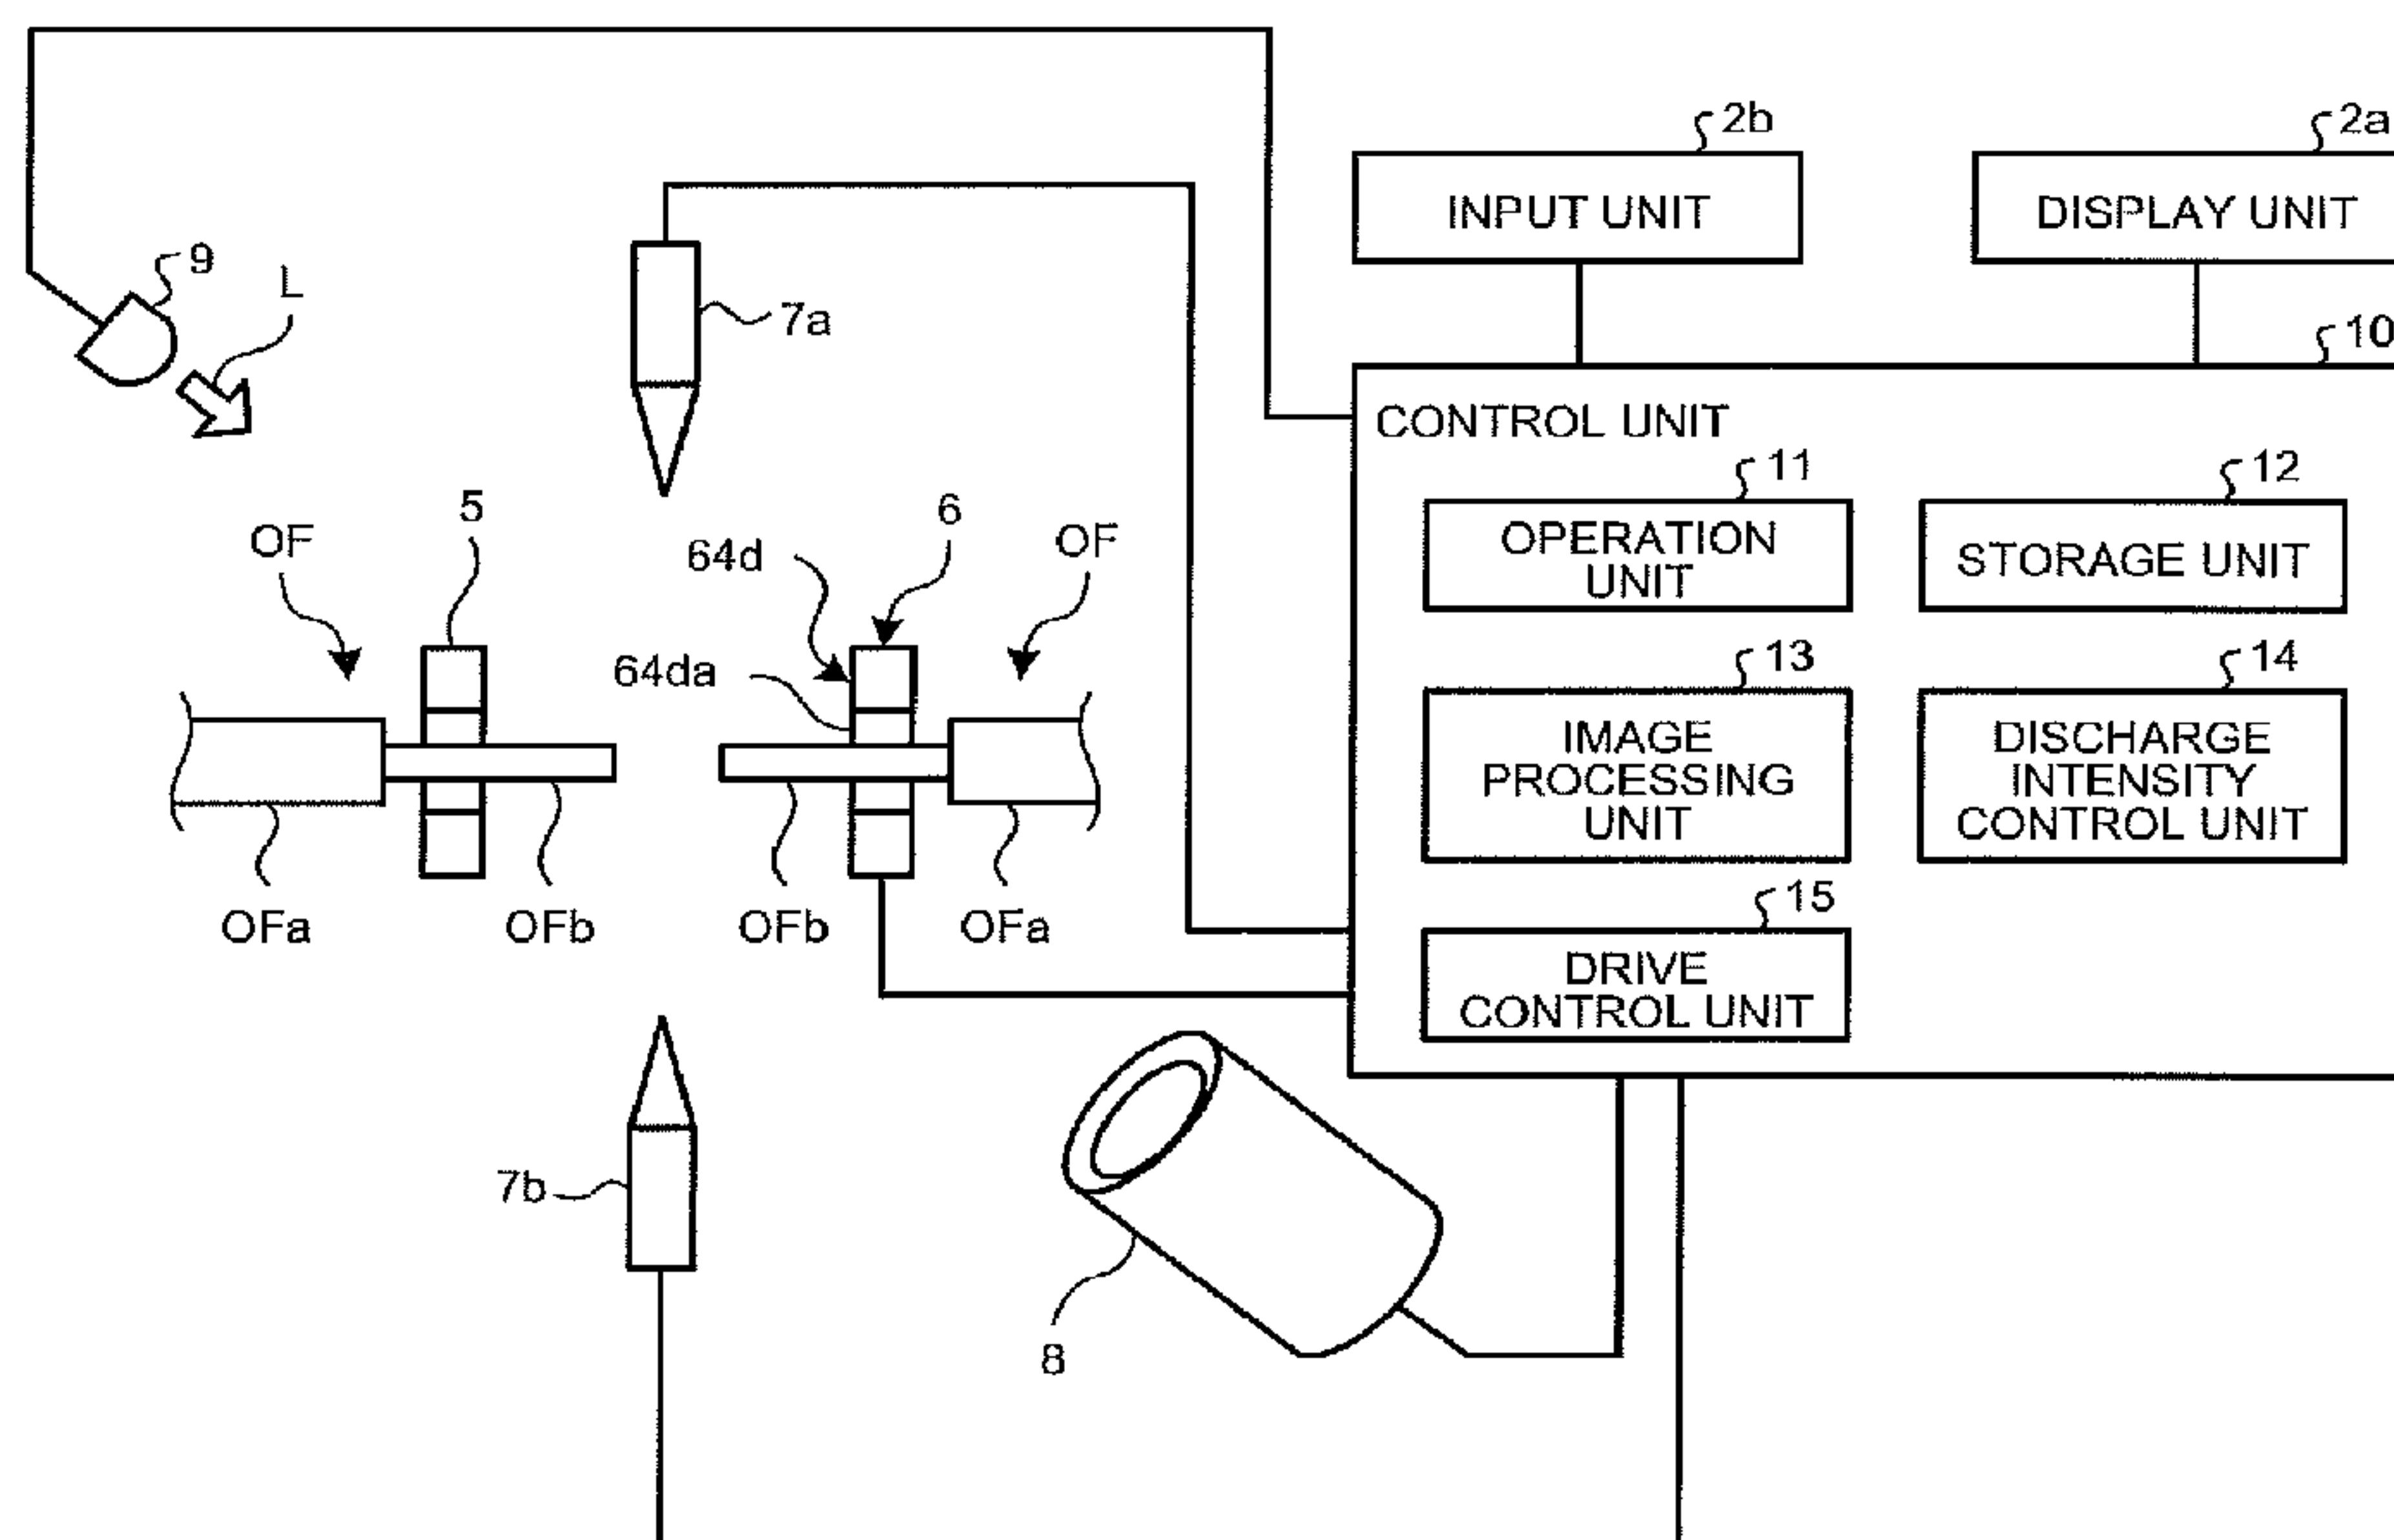 2b
2a
INPUT UNIT
DISPLAY UNIT
9
L
7a
10
CONTROL UNIT
11
12
OPERATION
UNIT
STORAGE UNIT
5
6
OF
64d
OF
64da
13
14
IMAGE
PROCESSING
UNIT
DISCHARGE
INTENSITY
CONTROL UNIT
OFa
OFb
OFb
OFa
15
DRIVE
CONTROL UNIT
7b
8